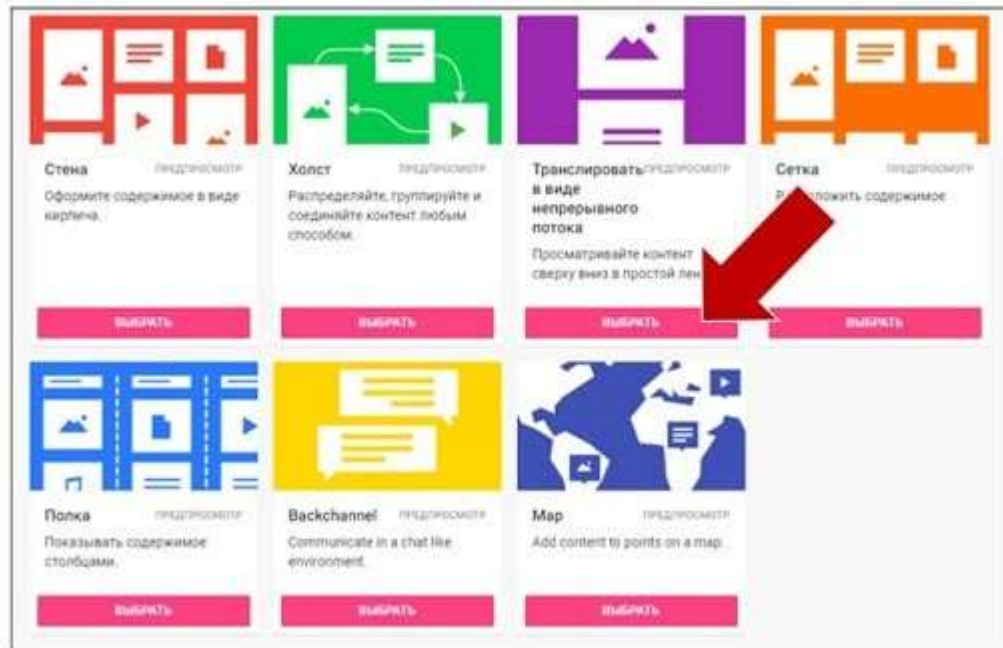 Стена ПРЕДПРОСМОТР
Оформите содержимое в виде
кирпича.
ВЫБРАТЬ
Холст ПРЕДПРОСМОТР
Распределяйте, группируйте и
соединяйте контент любым
способом.
ВЫБРАТЬ
Транслировать ПРЕДПРОСМОТР
в виде
непрерывного
потока
Просматривайте контент
сверху вниз в простой
ВЫБРАТЬ
Сетка ПРЕДПРОСМОТР
содержимое
ВЫБРАТЬ
Полка ПРЕДПРОСМОТР
Показывать содержимое
столбцами.
ВЫБРАТЬ
Backchannel ПРЕДПРОСМОТР
Communicate in a chat like
environment.
ВЫБРАТЬ
Map ПРЕДПРОСМОТР
Add content to points on a map.
ВЫБРАТЬ